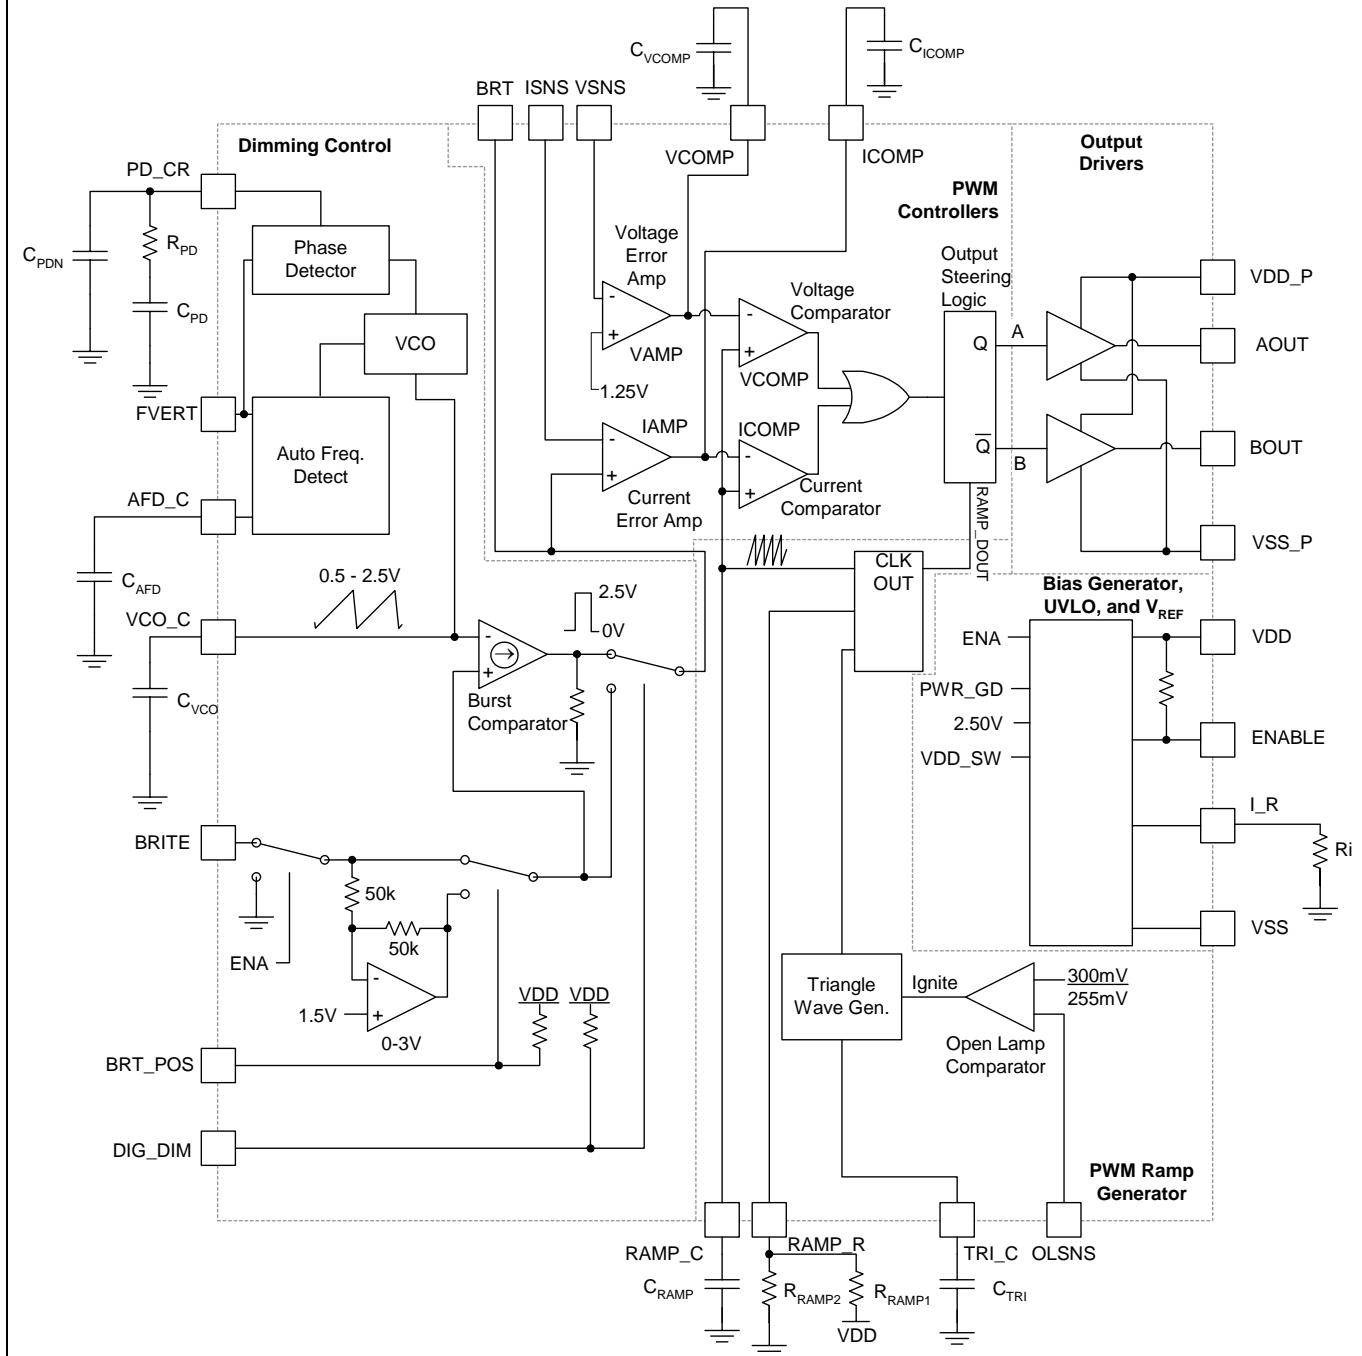 C_VCOMP
C_ICOMP
BRT
ISNS
VSNS
Dimming Control
VCOMP
ICOMP
Output
Drivers
PD_CR
PWM
Controllers
R_PD
C_PDN
C_PD
Phase
Detector
Voltage
Error
Amp
Output
Steering
Logic
VDD_P
Voltage
Comparator
-
+
VAMP
-
+
VCOMP
VCO
Q
A
AOUT
1.25V
FVERT
Auto Freq.
Detect
IAMP
ICOMP
-
+
-
+
Q
B
BOUT
AFD_C
Current
Error Amp
Current
Comparator
RAMP_DOUT
VSS_P
C_AFD
0.5 - 2.5V
CLK
OUT
Bias Generator,
UVLO, and V_REF
VCO_C
2.5V
0V
-
+
ENA
VDD
C_VCO
Burst
Comparator
PWR_GD
2.50V
VDD_SW
ENABLE
I_R
BRITE
Ri
50k
50k
ENA
VSS
-
+
1.5V
0-3V
VDD
VDD
Triangle
Wave Gen.
Ignite
300mV
255mV
Open Lamp
Comparator
BRT_POS
DIG_DIM
PWM Ramp
Generator
RAMP_C
RAMP_R
TRI_C
OLSNS
C_RAMP
R_RAMP2
R_RAMP1
C_TRI
VDD